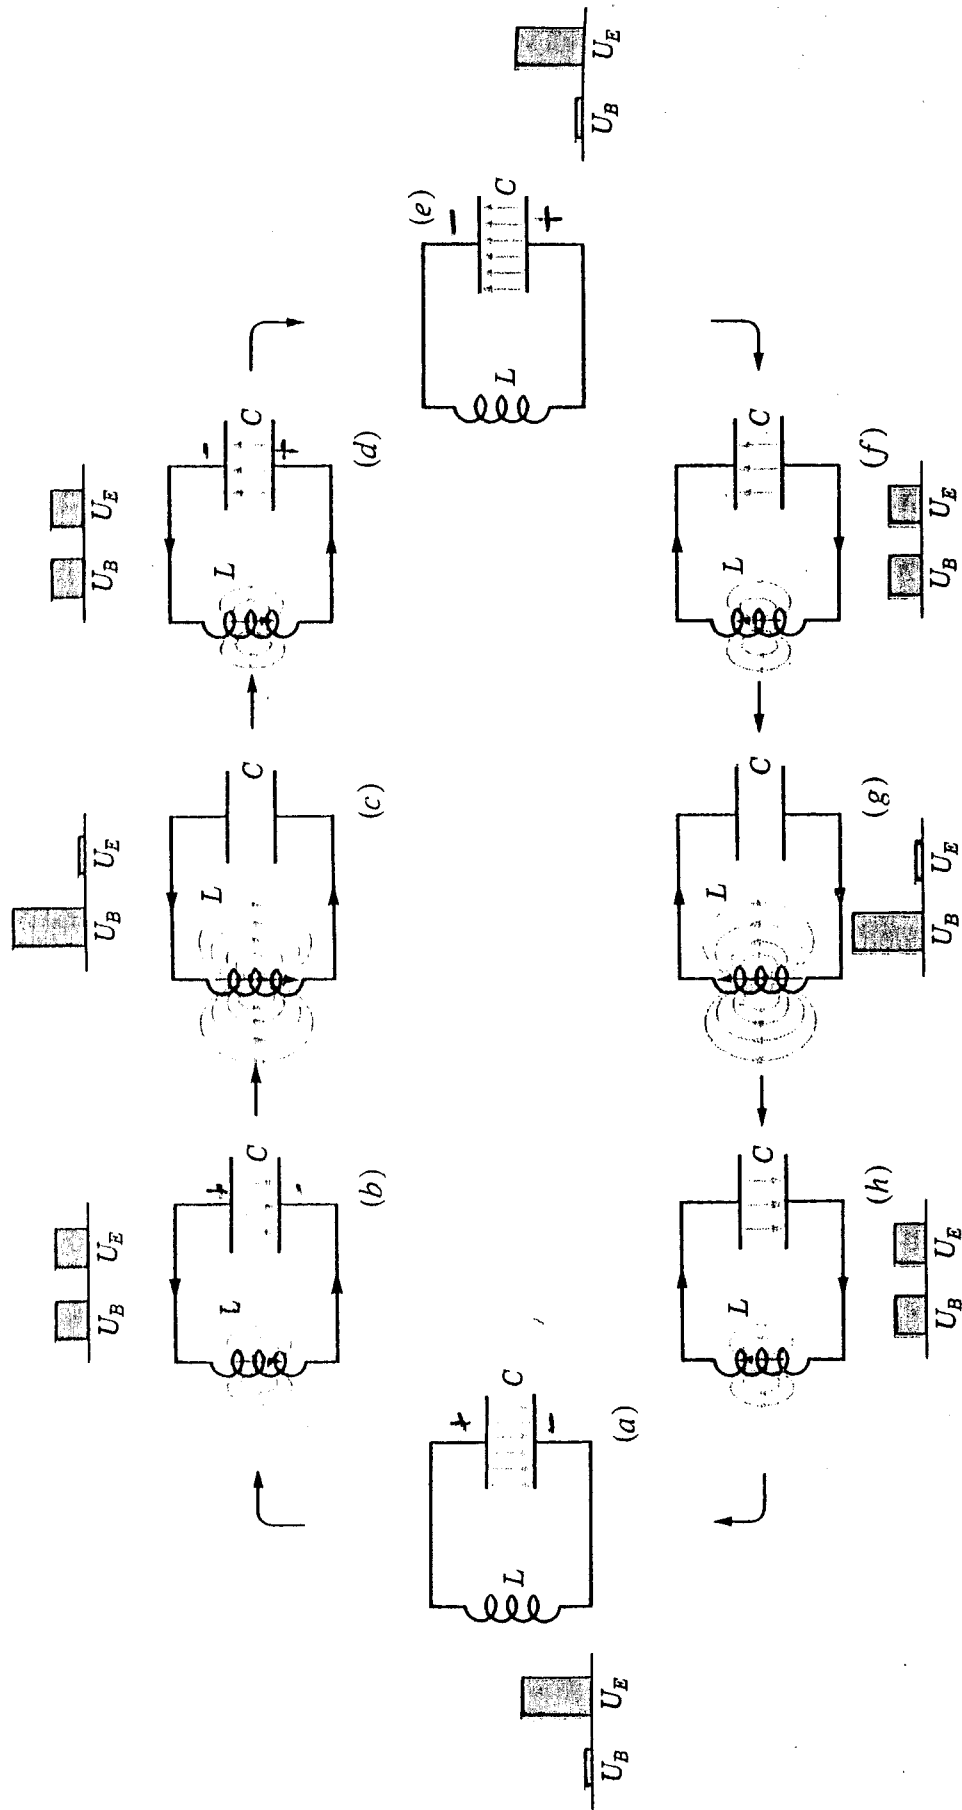 U_B U_E
L C
(a)
U_B U_E
L C
+
-
(b)
U_B U_E
L C
(c)
U_B U_E
L C
-
+
(d)
U_B U_E
L C
-
+
(e)
L C
(f)
U_B U_E
L C
(g)
U_B U_E
L C
(h)
U_B U_E
+
-